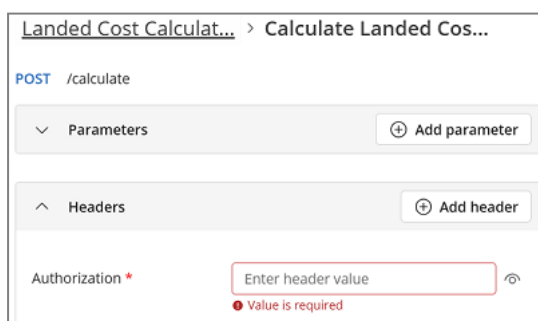 Landed Cost Calculat... > Calculate Landed Cos...
POST /calculate
Parameters
Add parameter
Headers
Add header
Authorization *
Enter header value
Value is required